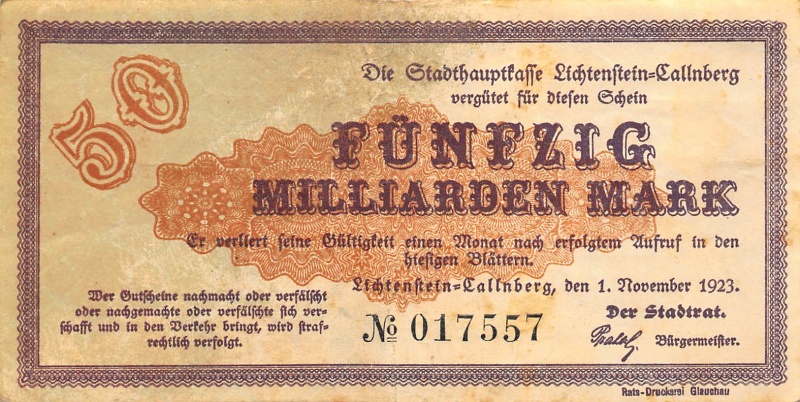 50
Die Stadthauptkasse Lichtenstein=Callnberg
vergütet für diesen Schein
FÜNFZIG
MILLIARDEN MARK
Er verliert seine Gültigkeit einen Monat nach erfolgtem Aufruf in den
hiesigen Blättern.
Lichtenstein=Callnberg, den 1. November 1923.
Wer Gutscheine nachmacht oder verfälscht
oder nachgemachte oder verfälschte sich ver-
schafft und in den Verkehr bringt, wird straf-
rechtlich verfolgt.
№ 017557
Der Stadtrat.
Bürgermeister.
Rats-Druckerei Glauchau